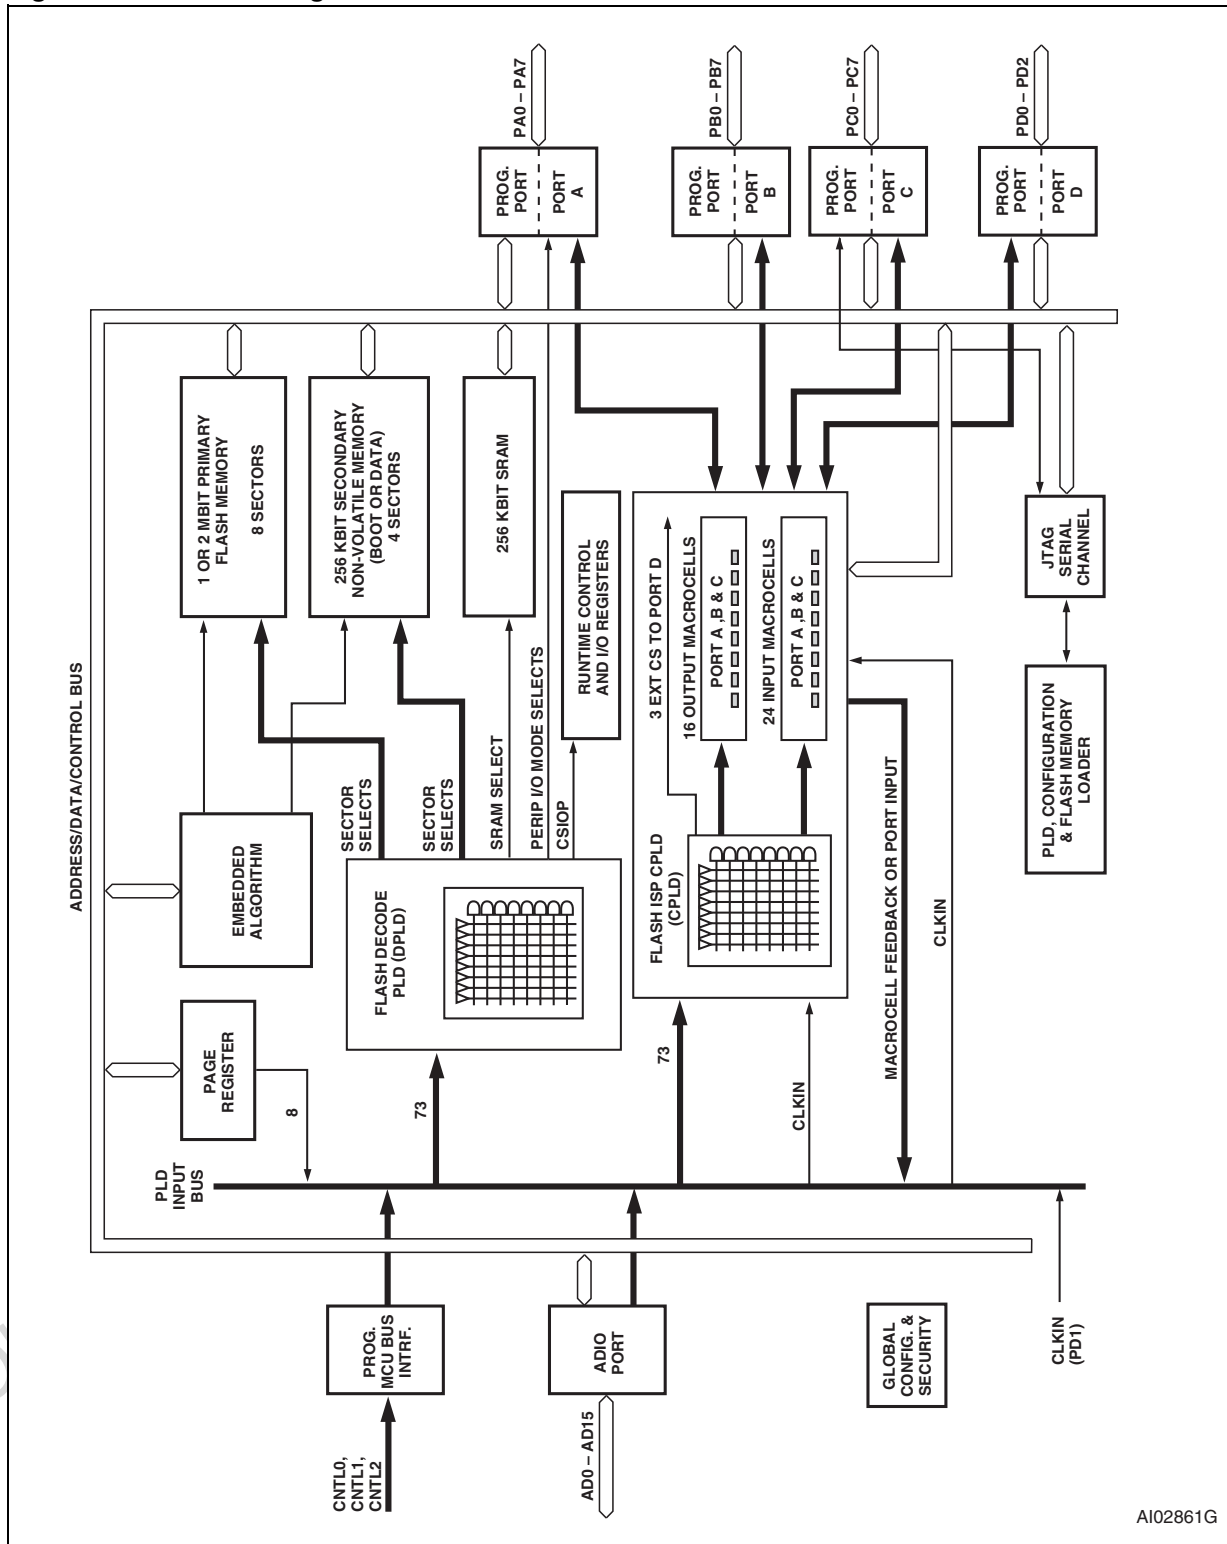 ADDRESS/DATA/CONTROL BUS
PLD
INPUT
BUS
CNTL0,
CNTL1,
CNTL2
PROG.
MCU BUS
INTRF.
AD0 – AD15
ADIO
PORT
GLOBAL
CONFIG. &
SECURITY
CLKIN
(PD1)
PAGE
REGISTER
8
EMBEDDED
ALGORITHM
1 OR 2 MBIT PRIMARY
FLASH MEMORY
8 SECTORS
256 KBIT SECONDARY
NON-VOLATILE MEMORY
(BOOT OR DATA)
4 SECTORS
256 KBIT SRAM
RUNTIME CONTROL
AND I/O REGISTERS
SECTOR
SELECTS
SECTOR
SELECTS
SRAM SELECT
PERIP I/O MODE SELECTS
CSIOP
FLASH DECODE
PLD (DPLD)
73
73
FLASH ISP CPLD
(CPLD)
3 EXT CS TO PORT D
16 OUTPUT MACROCELLS
PORT A ,B & C
24 INPUT MACROCELLS
PORT A ,B & C
CLKIN
MACROCELL FEEDBACK OR PORT INPUT
CLKIN
PLD, CONFIGURATION
& FLASH MEMORY
LOADER
JTAG
SERIAL
CHANNEL
PROG.
PORT
PORT
A
PA0 – PA7
PROG.
PORT
PORT
B
PB0 – PB7
PROG.
PORT
PORT
C
PC0 – PC7
PROG.
PORT
PORT
D
PD0 – PD2
AI02861G